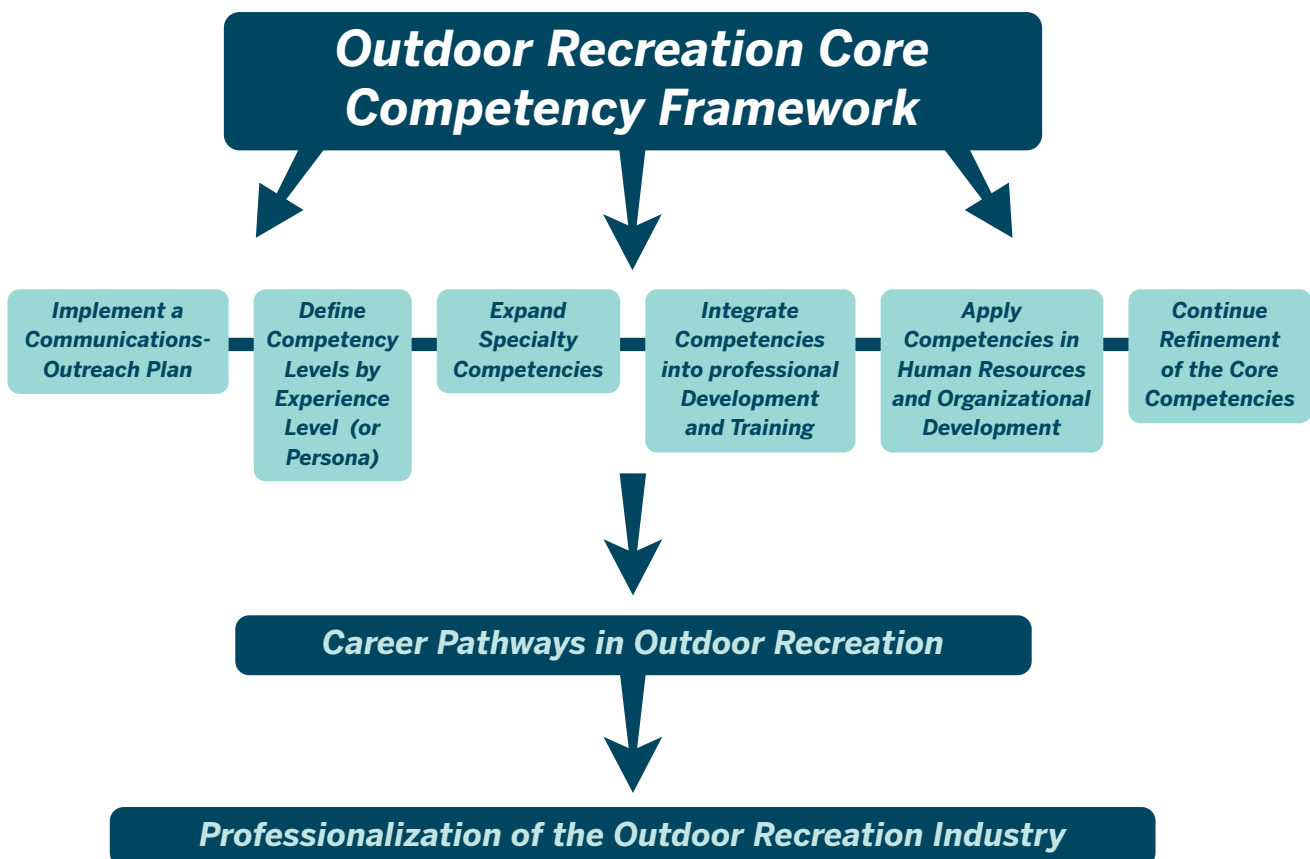 Outdoor Recreation Core
Competency Framework
Implement a
Communications-
Outreach Plan
Define
Competency
Levels by
Experience
Level (or
Persona)
Expand
Specialty
Competencies
Integrate
Competencies
into professional
Development
and Training
Apply
Competencies in
Human Resources
and Organizational
Development
Continue
Refinement
of the Core
Competencies
Career Pathways in Outdoor Recreation
Professionalization of the Outdoor Recreation Industry